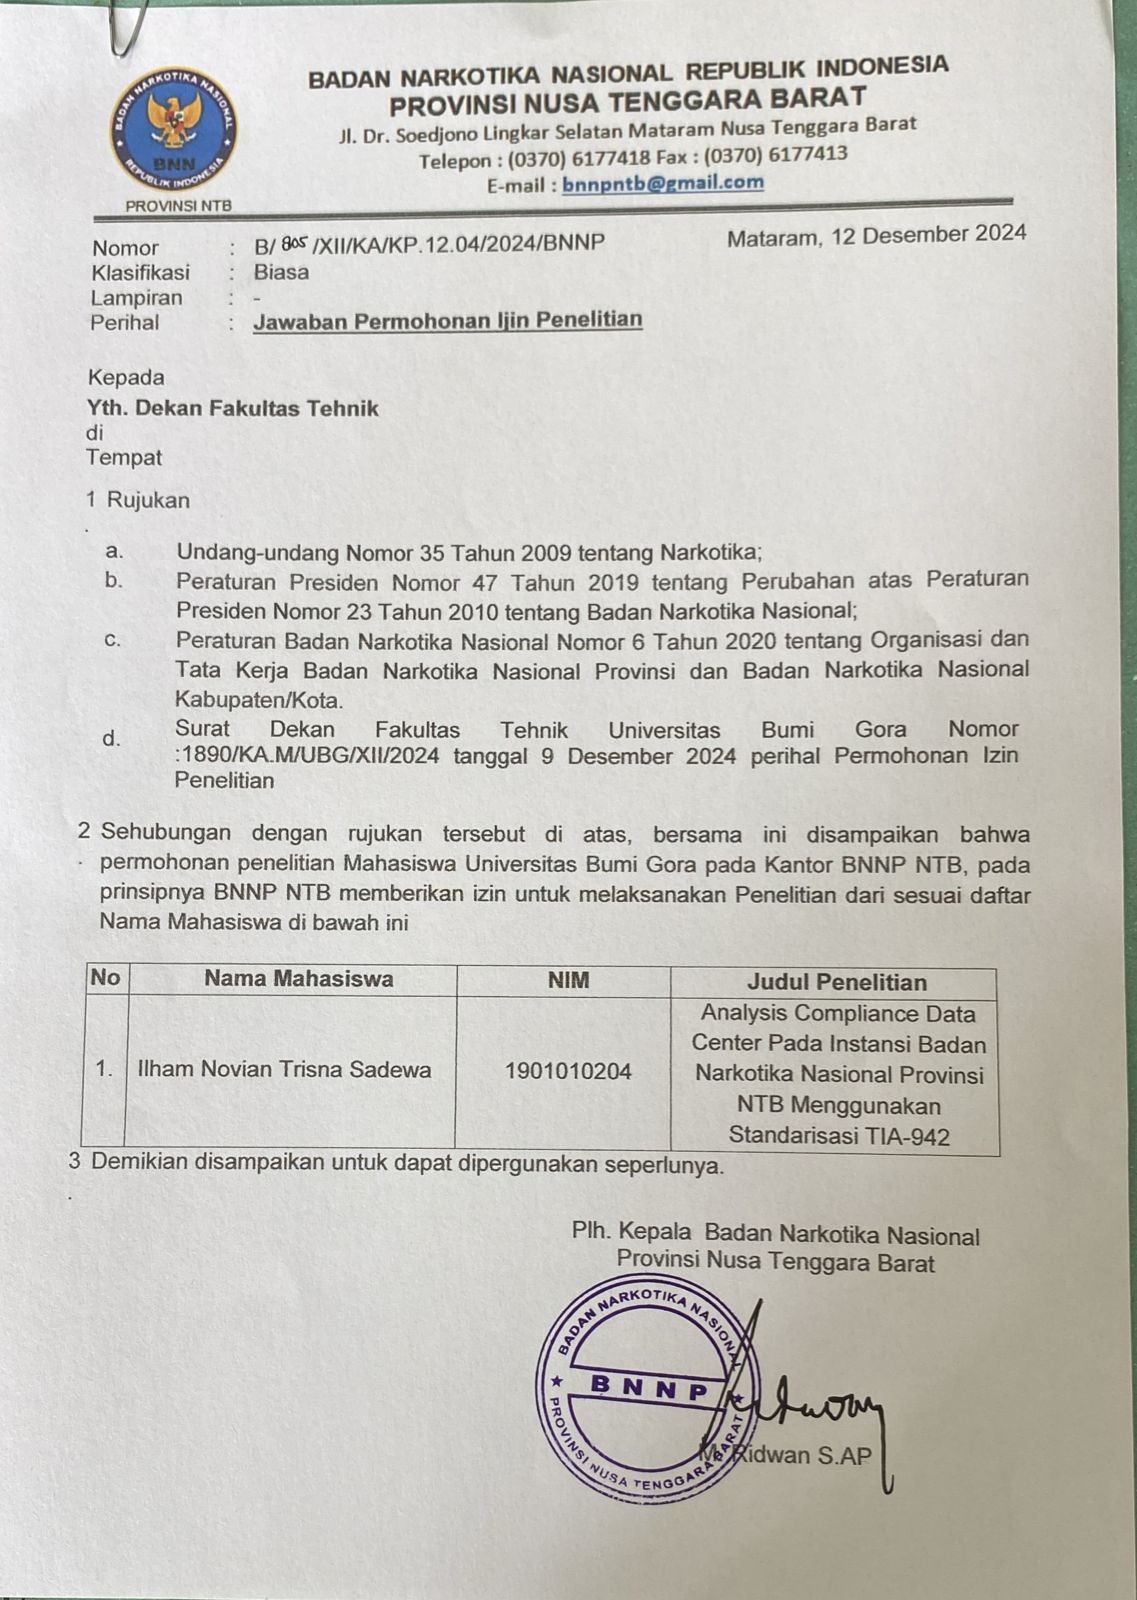 BADAN NARKOTIKA NASIONAL
BNN
REPUBLIK INDONESIA
PROVINSI NTB
BADAN NARKOTIKA NASIONAL REPUBLIK INDONESIA
PROVINSI NUSA TENGGARA BARAT
Jl. Dr. Soedjono Lingkar Selatan Mataram Nusa Tenggara Barat
Telepon : (0370) 6177418 Fax : (0370) 6177413
E-mail : bnnpntb@gmail.com
Nomor : B/ 805 /XII/KA/KP.12.04/2024/BNNP Mataram, 12 Desember 2024
Klasifikasi : Biasa
Lampiran : -
Perihal : Jawaban Permohonan Ijin Penelitian
Kepada
Yth. Dekan Fakultas Tehnik
di
Tempat
1 Rujukan
.
a. Undang-undang Nomor 35 Tahun 2009 tentang Narkotika;
b. Peraturan Presiden Nomor 47 Tahun 2019 tentang Perubahan atas Peraturan
Presiden Nomor 23 Tahun 2010 tentang Badan Narkotika Nasional;
c. Peraturan Badan Narkotika Nasional Nomor 6 Tahun 2020 tentang Organisasi dan
Tata Kerja Badan Narkotika Nasional Provinsi dan Badan Narkotika Nasional
Kabupaten/Kota.
d. Surat Dekan Fakultas Tehnik Universitas Bumi Gora Nomor
:1890/KA.M/UBG/XII/2024 tanggal 9 Desember 2024 perihal Permohonan Izin
Penelitian
2 Sehubungan dengan rujukan tersebut di atas, bersama ini disampaikan bahwa
. permohonan penelitian Mahasiswa Universitas Bumi Gora pada Kantor BNNP NTB, pada
prinsipnya BNNP NTB memberikan izin untuk melaksanakan Penelitian dari sesuai daftar
Nama Mahasiswa di bawah ini
No Nama Mahasiswa NIM Judul Penelitian
1. Ilham Novian Trisna Sadewa 1901010204 Analysis Compliance Data
Center Pada Instansi Badan
Narkotika Nasional Provinsi
NTB Menggunakan
Standarisasi TIA-942
3 Demikian disampaikan untuk dapat dipergunakan seperlunya.
.
Plh. Kepala Badan Narkotika Nasional
Provinsi Nusa Tenggara Barat
BADAN NARKOTIKA NASIONAL
BNNP
PROVINSI NUSA TENGGARA BARAT
M. Ridwan S.AP